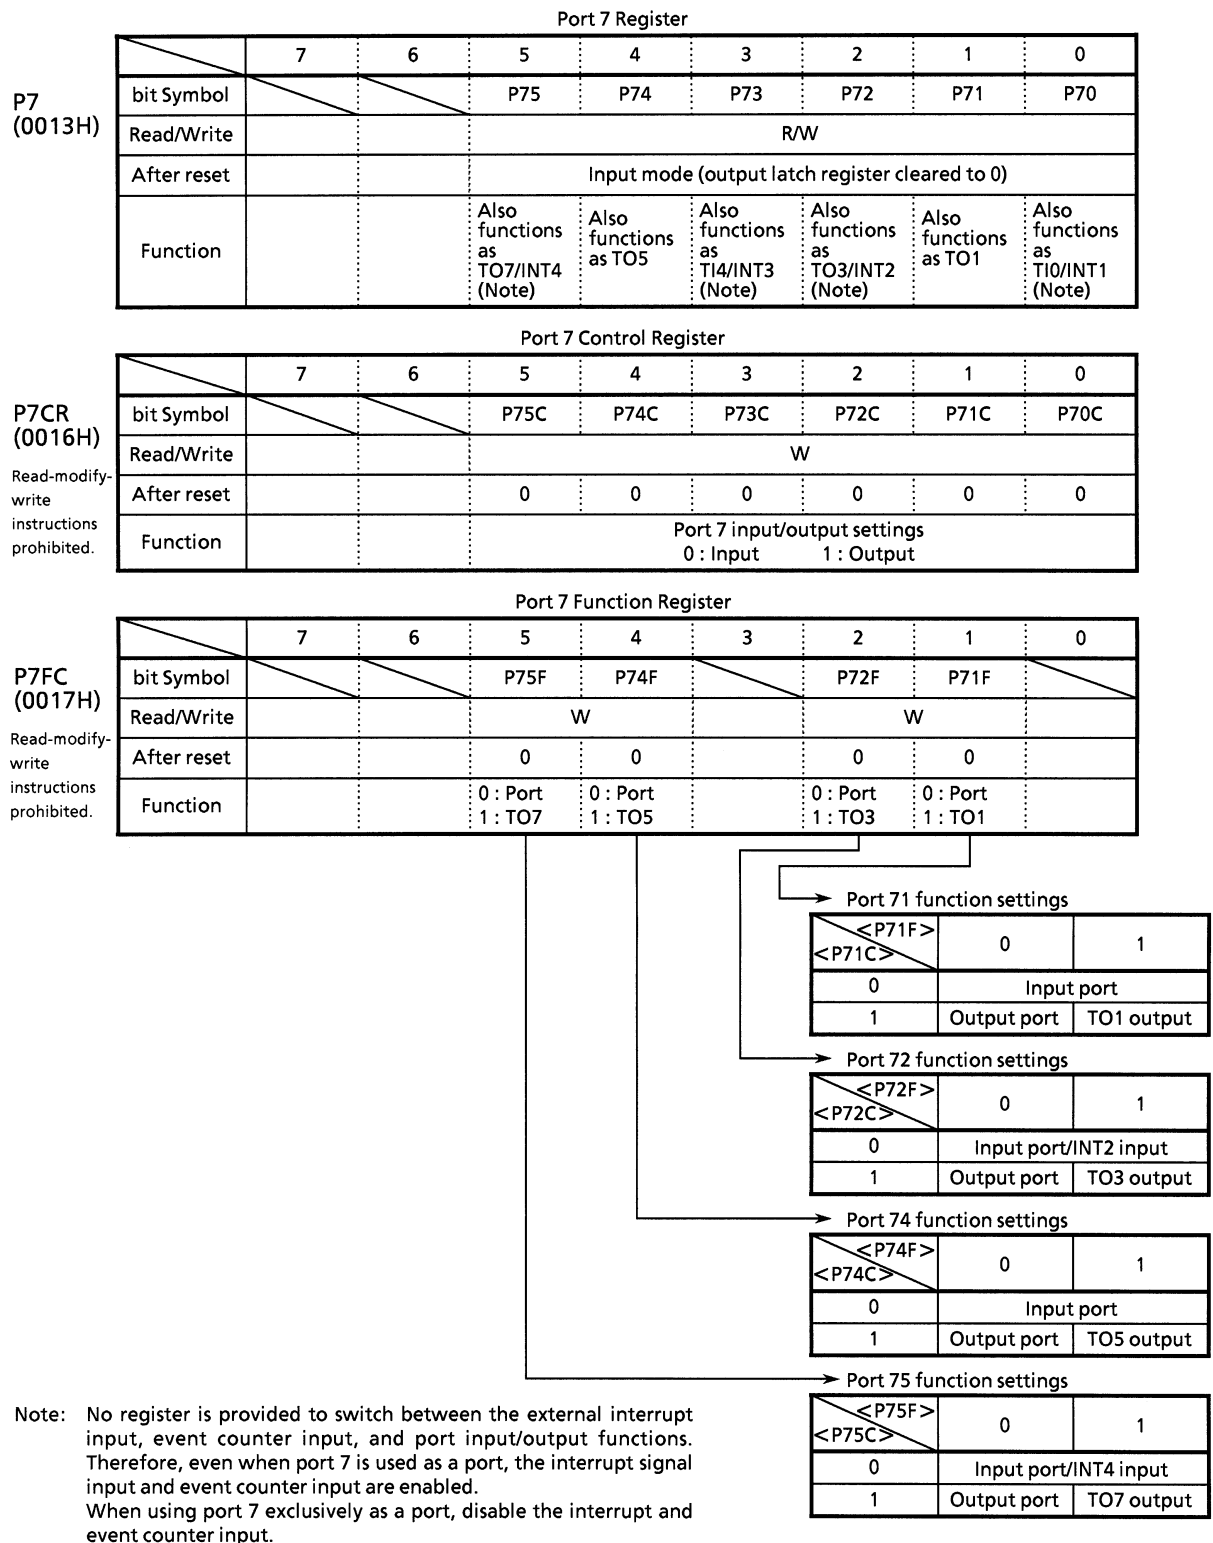 Port 7 Register
7 6 5 4 3 2 1 0
P7
(0013H)
bit Symbol P75 P74 P73 P72 P71 P70
Read/Write R/W
After reset Input mode (output latch register cleared to 0)
Function
Also functions as TO7/INT4 (Note)
Also functions as TO5
Also functions as TI4/INT3 (Note)
Also functions as TO3/INT2 (Note)
Also functions as TO1
Also functions as TI0/INT1 (Note)
Port 7 Control Register
7 6 5 4 3 2 1 0
P7CR
(0016H)
Read-modify-
write
instructions
prohibited.
bit Symbol P75C P74C P73C P72C P71C P70C
Read/Write W
After reset 0 0 0 0 0 0
Function
Port 7 input/output settings
0 : Input 1 : Output
Port 7 Function Register
7 6 5 4 3 2 1 0
P7FC
(0017H)
Read-modify-
write
instructions
prohibited.
bit Symbol P75F P74F P72F P71F
Read/Write W W
After reset 0 0 0 0
Function
0 : Port 0 : Port 0 : Port 0 : Port
1 : TO7 1 : TO5 1 : TO3 1 : TO1
Port 71 function settings
<P71F> 0 1
<P71C>
0 Input port
1 Output port TO1 output
Port 72 function settings
<P72F> 0 1
<P72C>
0 Input port/INT2 input
1 Output port TO3 output
Port 74 function settings
<P74F> 0 1
<P74C>
0 Input port
1 Output port TO5 output
Port 75 function settings
<P75F> 0 1
<P75C>
0 Input port/INT4 input
1 Output port TO7 output
Note: No register is provided to switch between the external interrupt
input, event counter input, and port input/output functions.
Therefore, even when port 7 is used as a port, the interrupt signal
input and event counter input are enabled.
When using port 7 exclusively as a port, disable the interrupt and
event counter input.